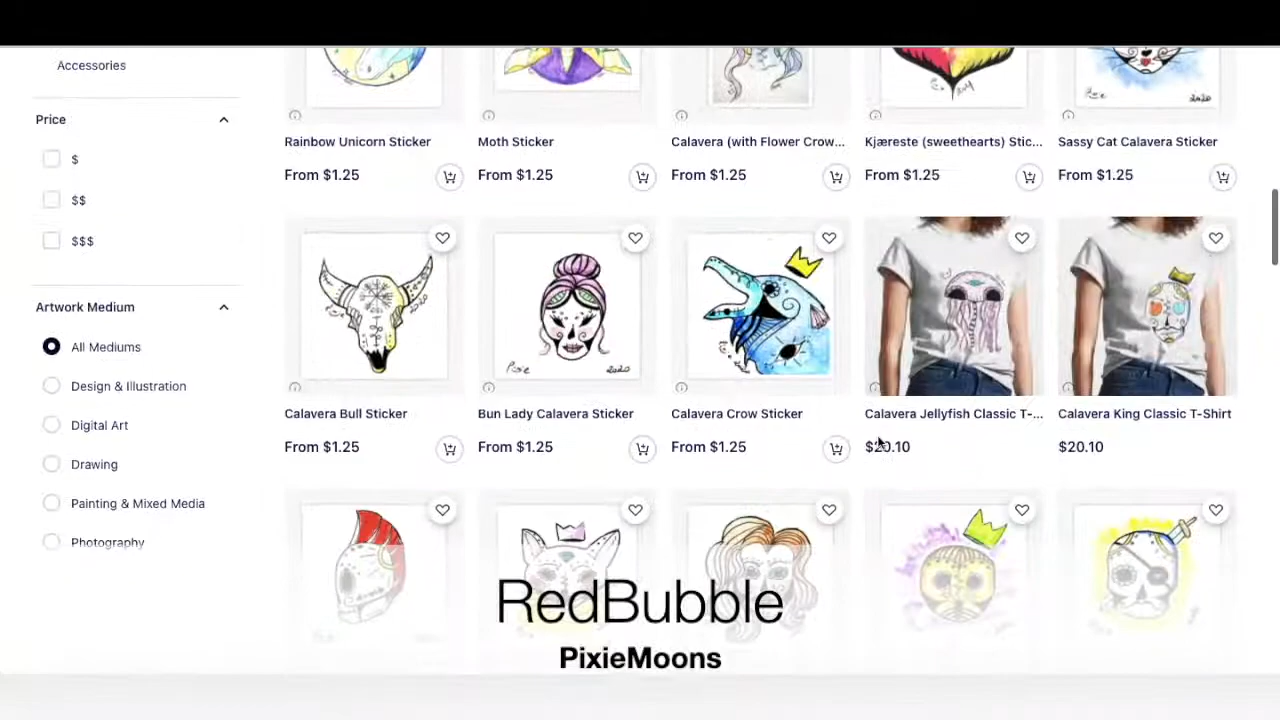 Accessories
Price
$
$$
$$$
Artwork Medium
All Mediums
Design & Illustration
Digital Art
Drawing
Painting & Mixed Media
Photography
2020
Rainbow Unicorn Sticker
Moth Sticker
Calavera (with Flower Crow...
Kjæreste (sweethearts) Stic...
Sassy Cat Calavera Sticker
From $1.25
From $1.25
From $1.25
From $1.25
From $1.25
2020
Calavera Bull Sticker
Bun Lady Calavera Sticker
Calavera Crow Sticker
Calavera Jellyfish Classic T-...
Calavera King Classic T-Shirt
From $1.25
From $1.25
From $1.25
$20.10
$20.10
RedBubble
PixieMoons